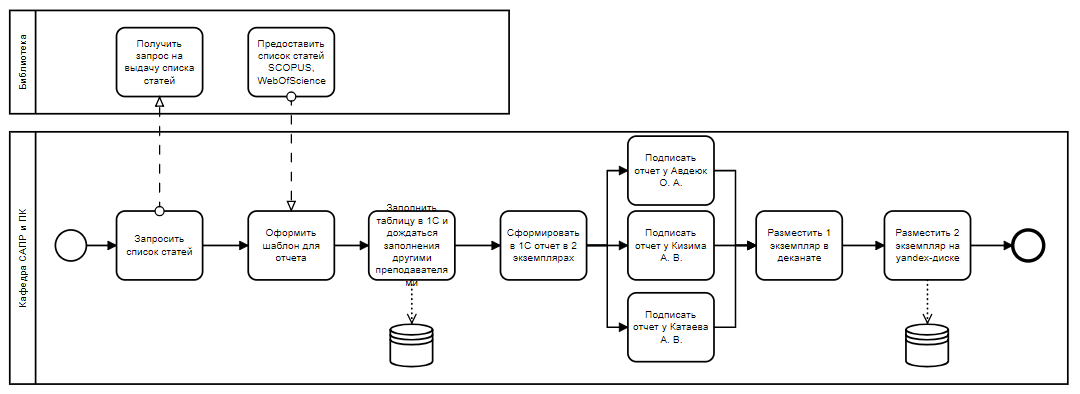 Библиотека
Получить
запрос на
выдачу списка
статей
Предоставить
список статей
SCOPUS,
WebOfScience
Кафедра САПР и ПК
Запросить
список статей
Оформить
шаблон для
отчета
Заполнить
таблицу в 1С и
дождаться
заполнения
другими
преподавателя
ми
Сформировать
в 1С отчет в 2
экземплярах
Подписать
отчет у Авдеюк
О. А.
Подписать
отчет у Кизима
А. В.
Подписать
отчет у Катаева
А. В.
Разместить 1
экземпляр в
деканате
Разместить 2
экземпляр на
yandex-диске